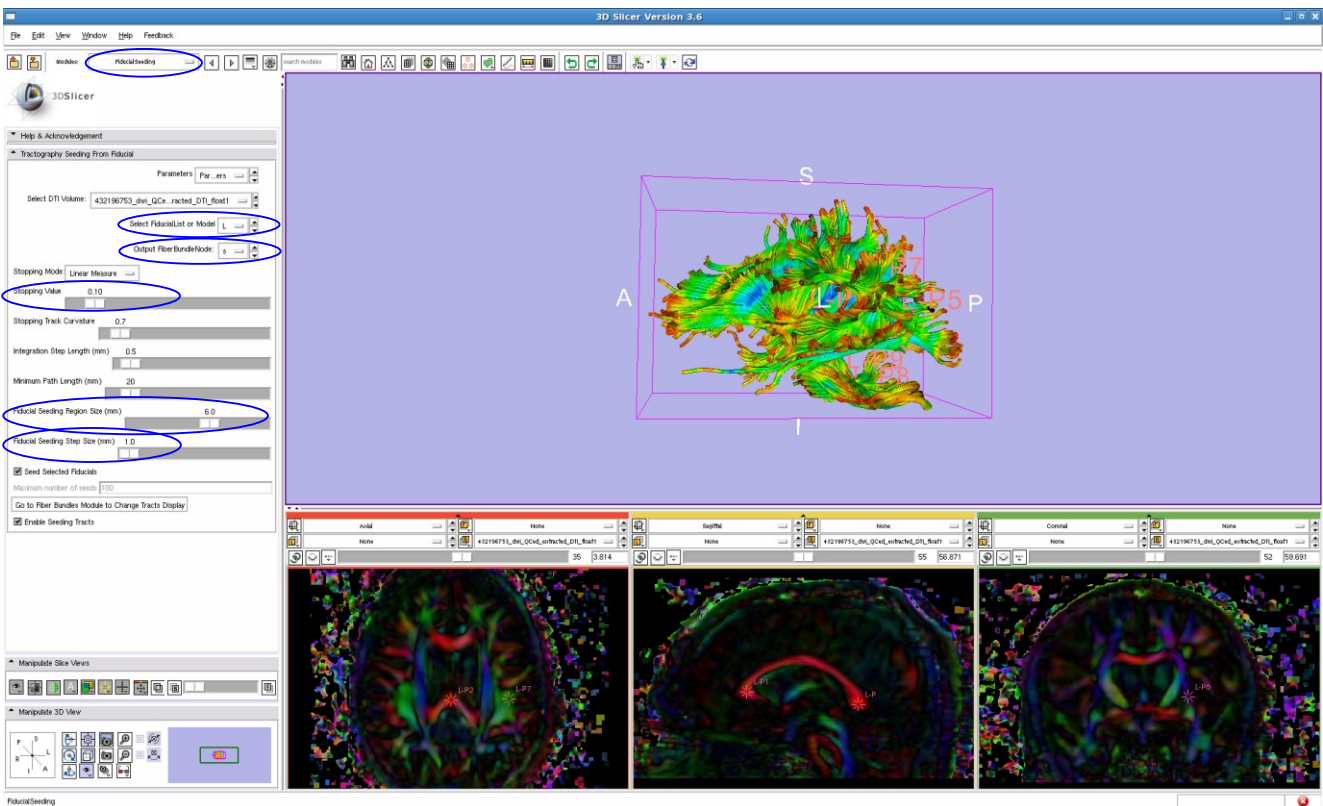 3D Slicer Version 3.6
File Edit View Window Help Feedback
Modules: FiducialSeeding search modules
3DSlicer
Help & Acknowledgement
Tractography Seeding From Fiducial
Parameters Par...ers
Select DTI Volume: 432196753_dwi_QCe...racted_DTI_float1
Select FiducialList or Model L
Output FiberBundleNode:
Stopping Mode: Linear Measure
Stopping Value 0.10
Stopping Track Curvature 0.7
Integration Step Length (mm) 0.5
Minimum Path Length (mm) 20
Fiducial Seeding Region Size (mm) 6.0
Fiducial Seeding Step Size (mm) 1.0
Seed Selected Fiducials
Maximum number of seeds 100
Go to Fiber Bundles Module to Change Tracts Display
Enable Seeding Tracts
S
A
L
P5 P
I
Axial None
None 432196753_dwi_QCed_extracted_DTI_float1
35 3.814
L-P2
L-P7
Sagittal None
None 432196753_dwi_QCed_extracted_DTI_float1
55 56.871
L-P1
L-P
Coronal None
None 432196753_dwi_QCed_extracted_DTI_float1
52 59.691
Manipulate Slice Views
Manipulate 3D View
P S
L
R
I A
FiducialSeeding